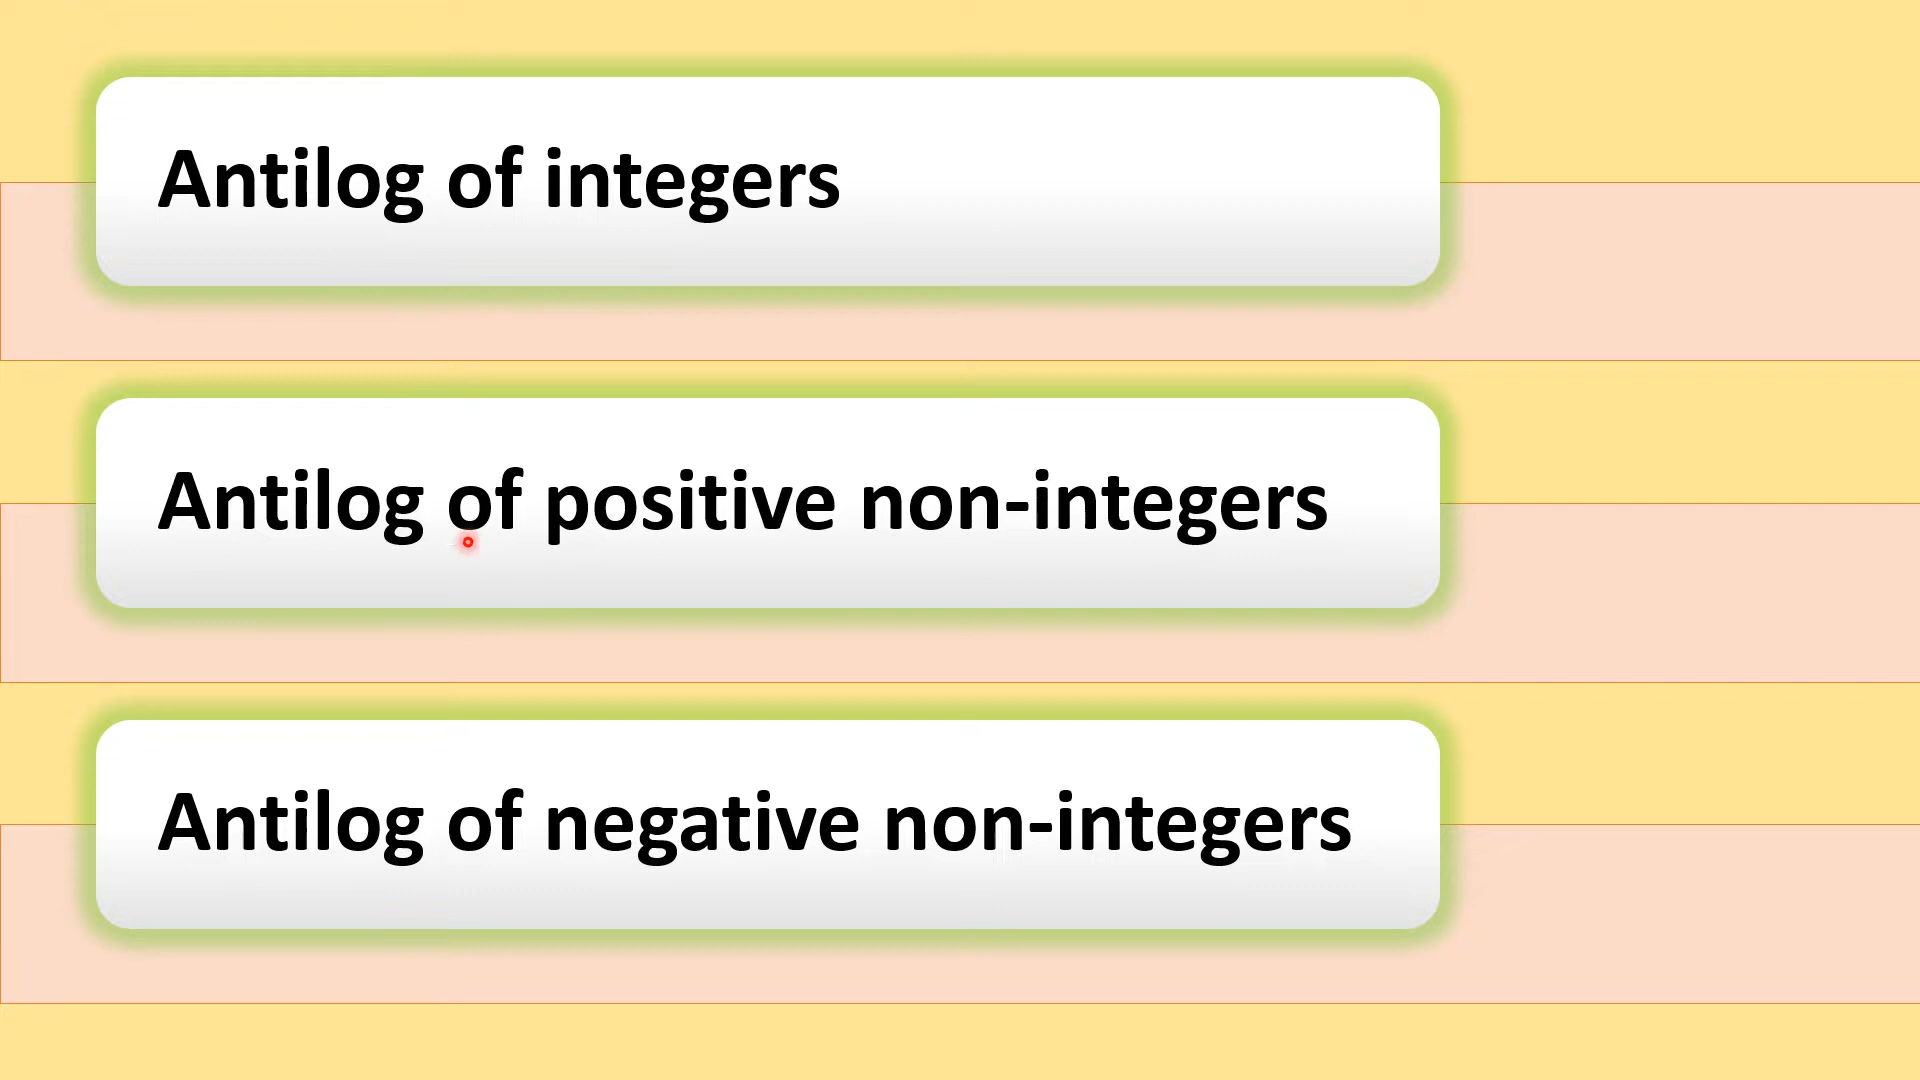 Antilog of integers
Antilog of positive non-integers
Antilog of negative non-integers